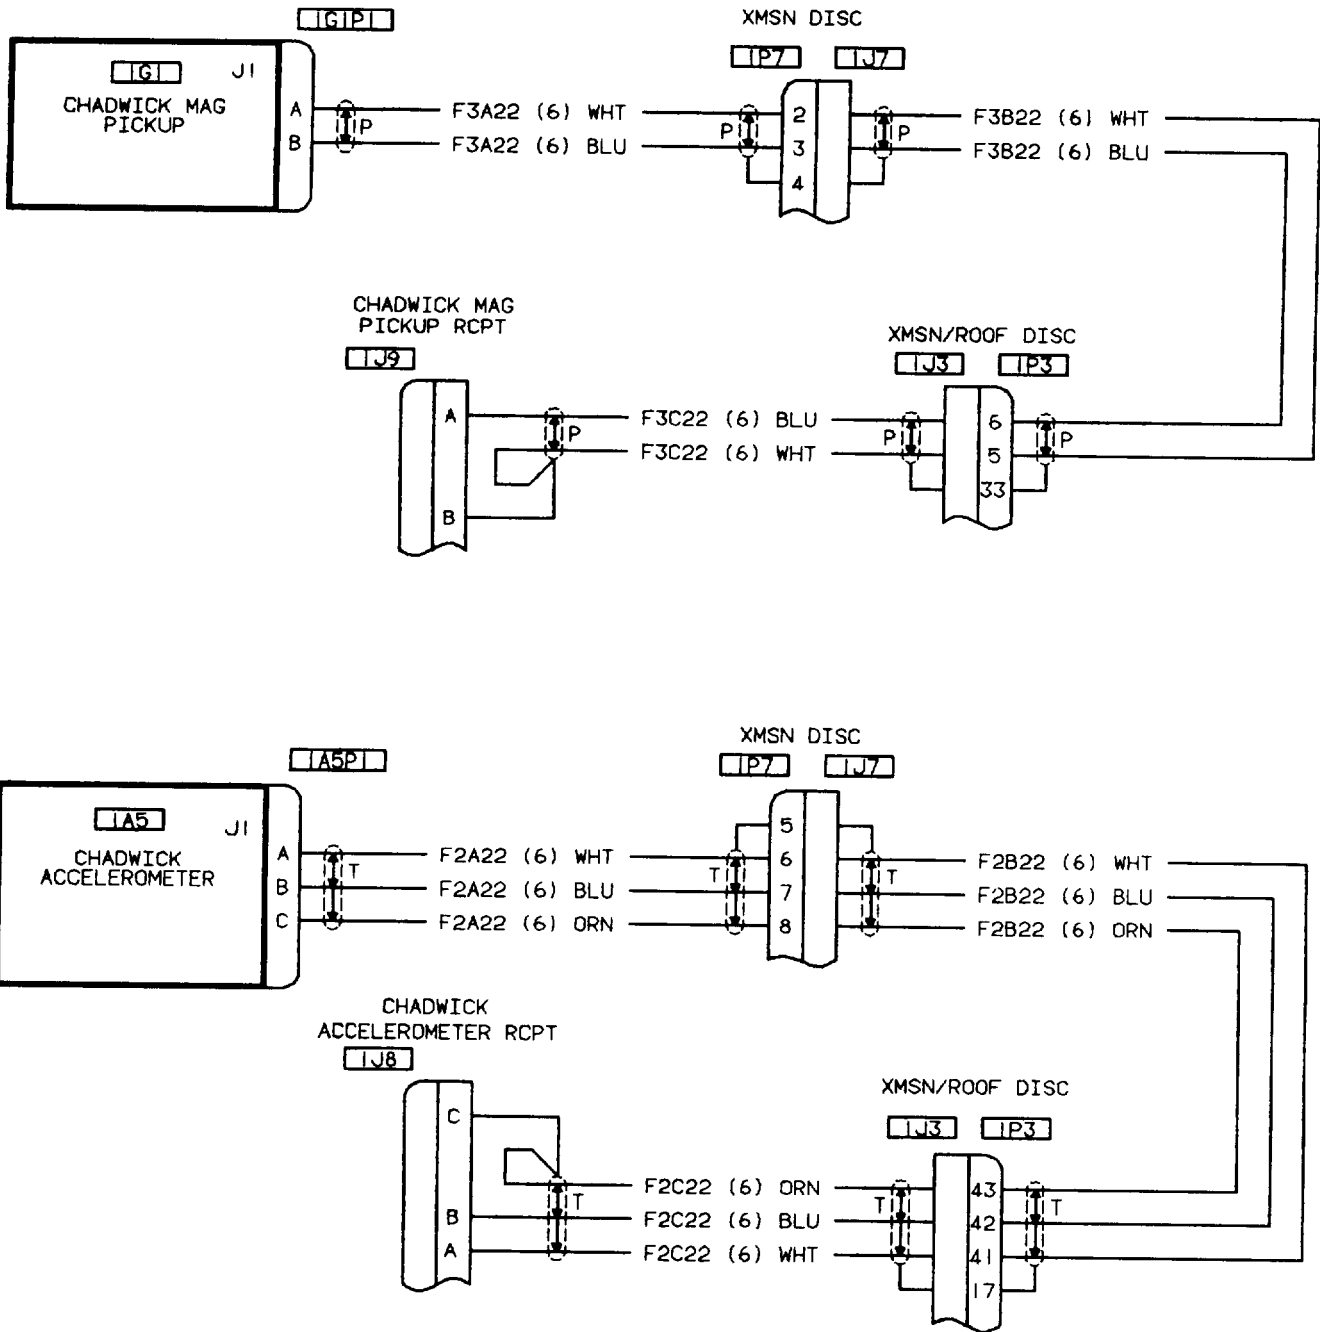 1G1P1
XMSN DISC
1P7 1J7
1G1 J1
CHADWICK MAG
PICKUP
A P F3A22 (6) WHT P 2 P F3B22 (6) WHT
B F3A22 (6) BLU 3 F3B22 (6) BLU
4
CHADWICK MAG
PICKUP RCPT
1J9
XMSN/ROOF DISC
1J3 1P3
A P F3C22 (6) BLU P 6 P
F3C22 (6) WHT 5
33
B
XMSN DISC
1A5P1
1P7 1J7
1A5 J1
CHADWICK
ACCELEROMETER
5
A T F2A22 (6) WHT T 6 T F2B22 (6) WHT
B F2A22 (6) BLU 7 F2B22 (6) BLU
C F2A22 (6) ORN 8 F2B22 (6) ORN
CHADWICK
ACCELEROMETER RCPT
1J8
XMSN/ROOF DISC
1J3 1P3
C
T F2C22 (6) ORN T 43 T
B F2C22 (6) BLU 42
A F2C22 (6) WHT 41
17